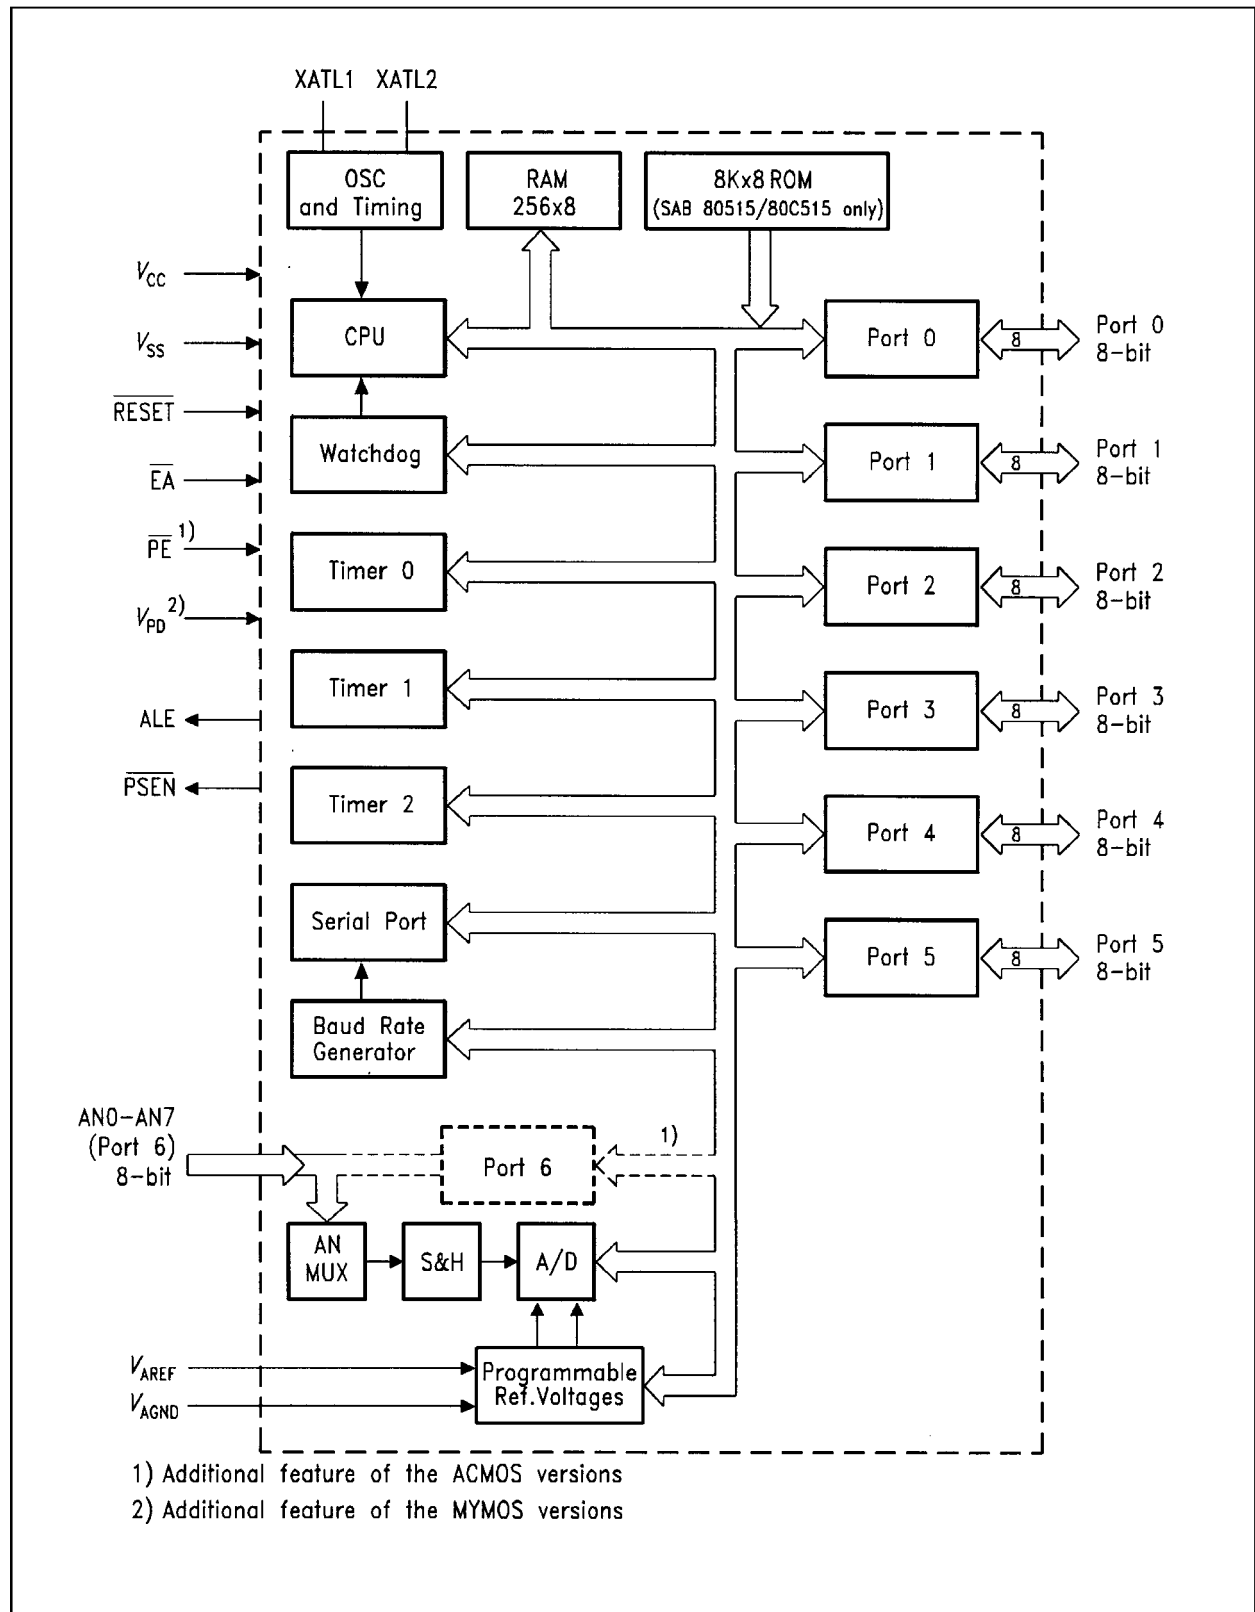 XATL1 XATL2
OSC
and Timing
RAM
256x8
8Kx8 ROM
(SAB 80515/80C515 only)
VCC
VSS
RESET
EA
PE 1)
VPD 2)
ALE
PSEN
CPU
Watchdog
Timer 0
Timer 1
Timer 2
Serial Port
Baud Rate
Generator
Port 0
8
Port 0
8-bit
Port 1
8
Port 1
8-bit
Port 2
8
Port 2
8-bit
Port 3
8
Port 3
8-bit
Port 4
8
Port 4
8-bit
Port 5
8
Port 5
8-bit
AN0-AN7
(Port 6)
8-bit
Port 6
1)
AN
MUX
S&H
A/D
VAREF
VAGND
Programmable
Ref.Voltages
1) Additional feature of the ACMOS versions
2) Additional feature of the MYMOS versions